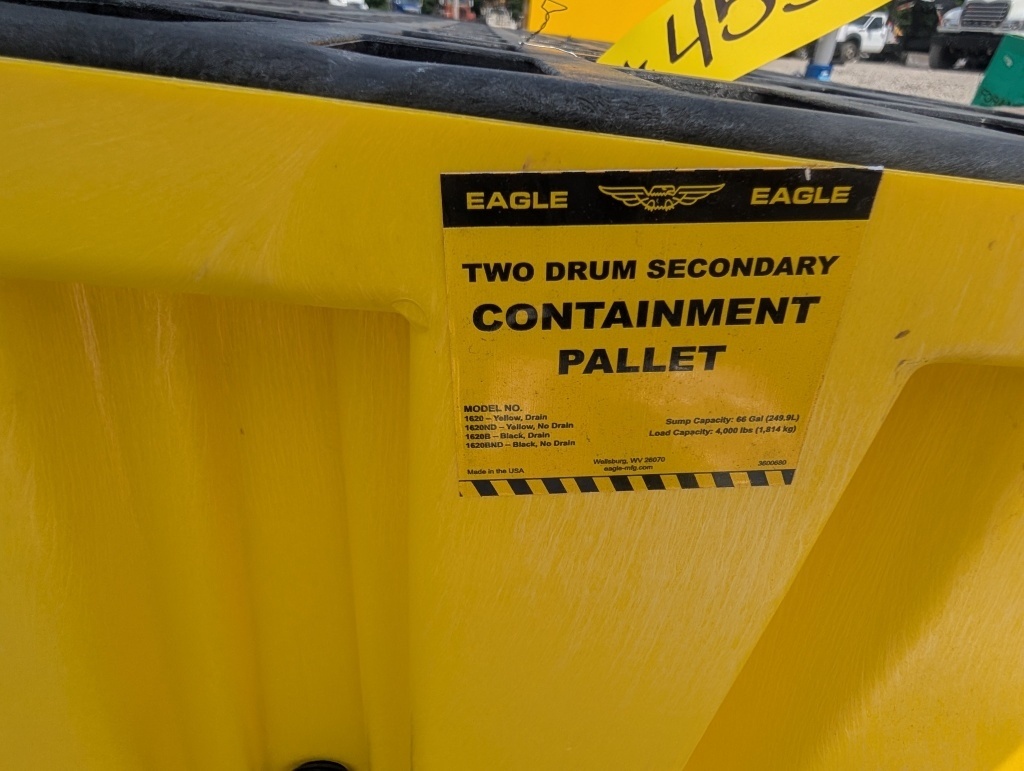 EAGLE EAGLE
TWO DRUM SECONDARY
CONTAINMENT
PALLET
MODEL NO.
1620 – Yellow, Drain
1620ND – Yellow, No Drain
1620B – Black, Drain
1620BND – Black, No Drain
Sump Capacity: 66 Gal (249.9L)
Load Capacity: 4,000 lbs (1,814 kg)
Made in the USA
Wellsburg, WV 26070
eagle-mfg.com